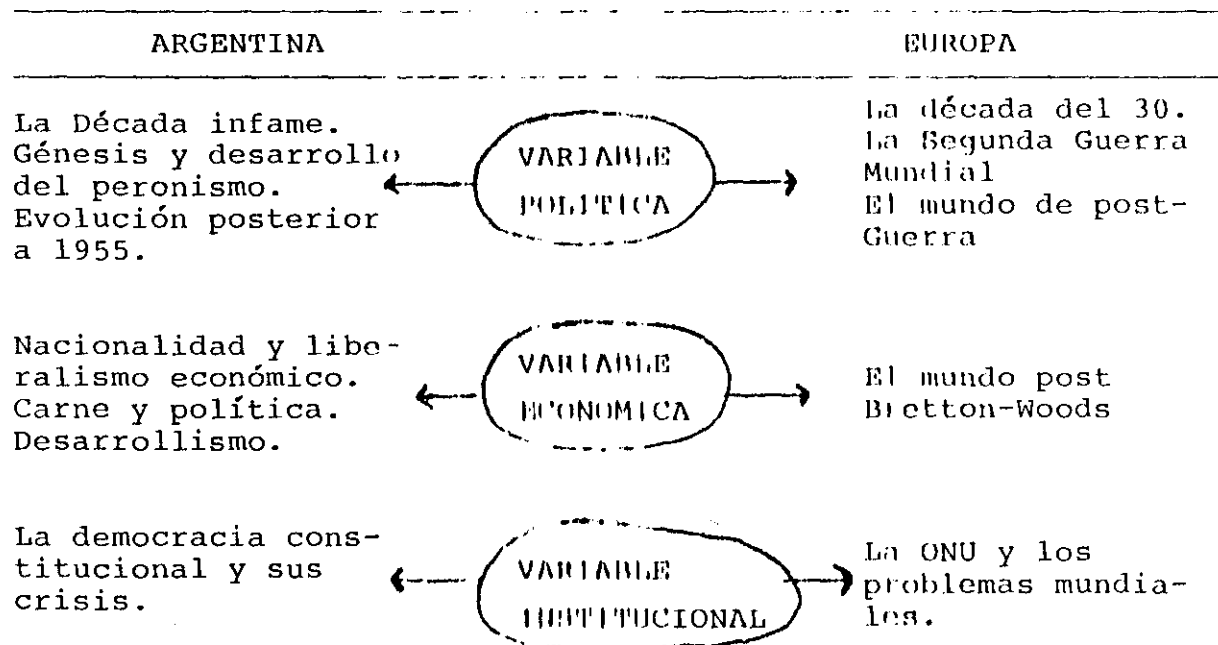 ARGENTINA
EUROPA
La Década infame.
Génesis y desarrollo
del peronismo.
Evolución posterior
a 1955.
VARIABLE
POLITICA
La década del 30.
La Segunda Guerra
Mundial
El mundo de post-
Guerra
Nacionalidad y libe-
ralismo económico.
Carne y política.
Desarrollismo.
VARIABLE
ECONOMICA
El mundo post
Bretton-Woods
La democracia cons-
titucional y sus
crisis.
VARIABLE
INSTITUCIONAL
La ONU y los
problemas mundia-
les.